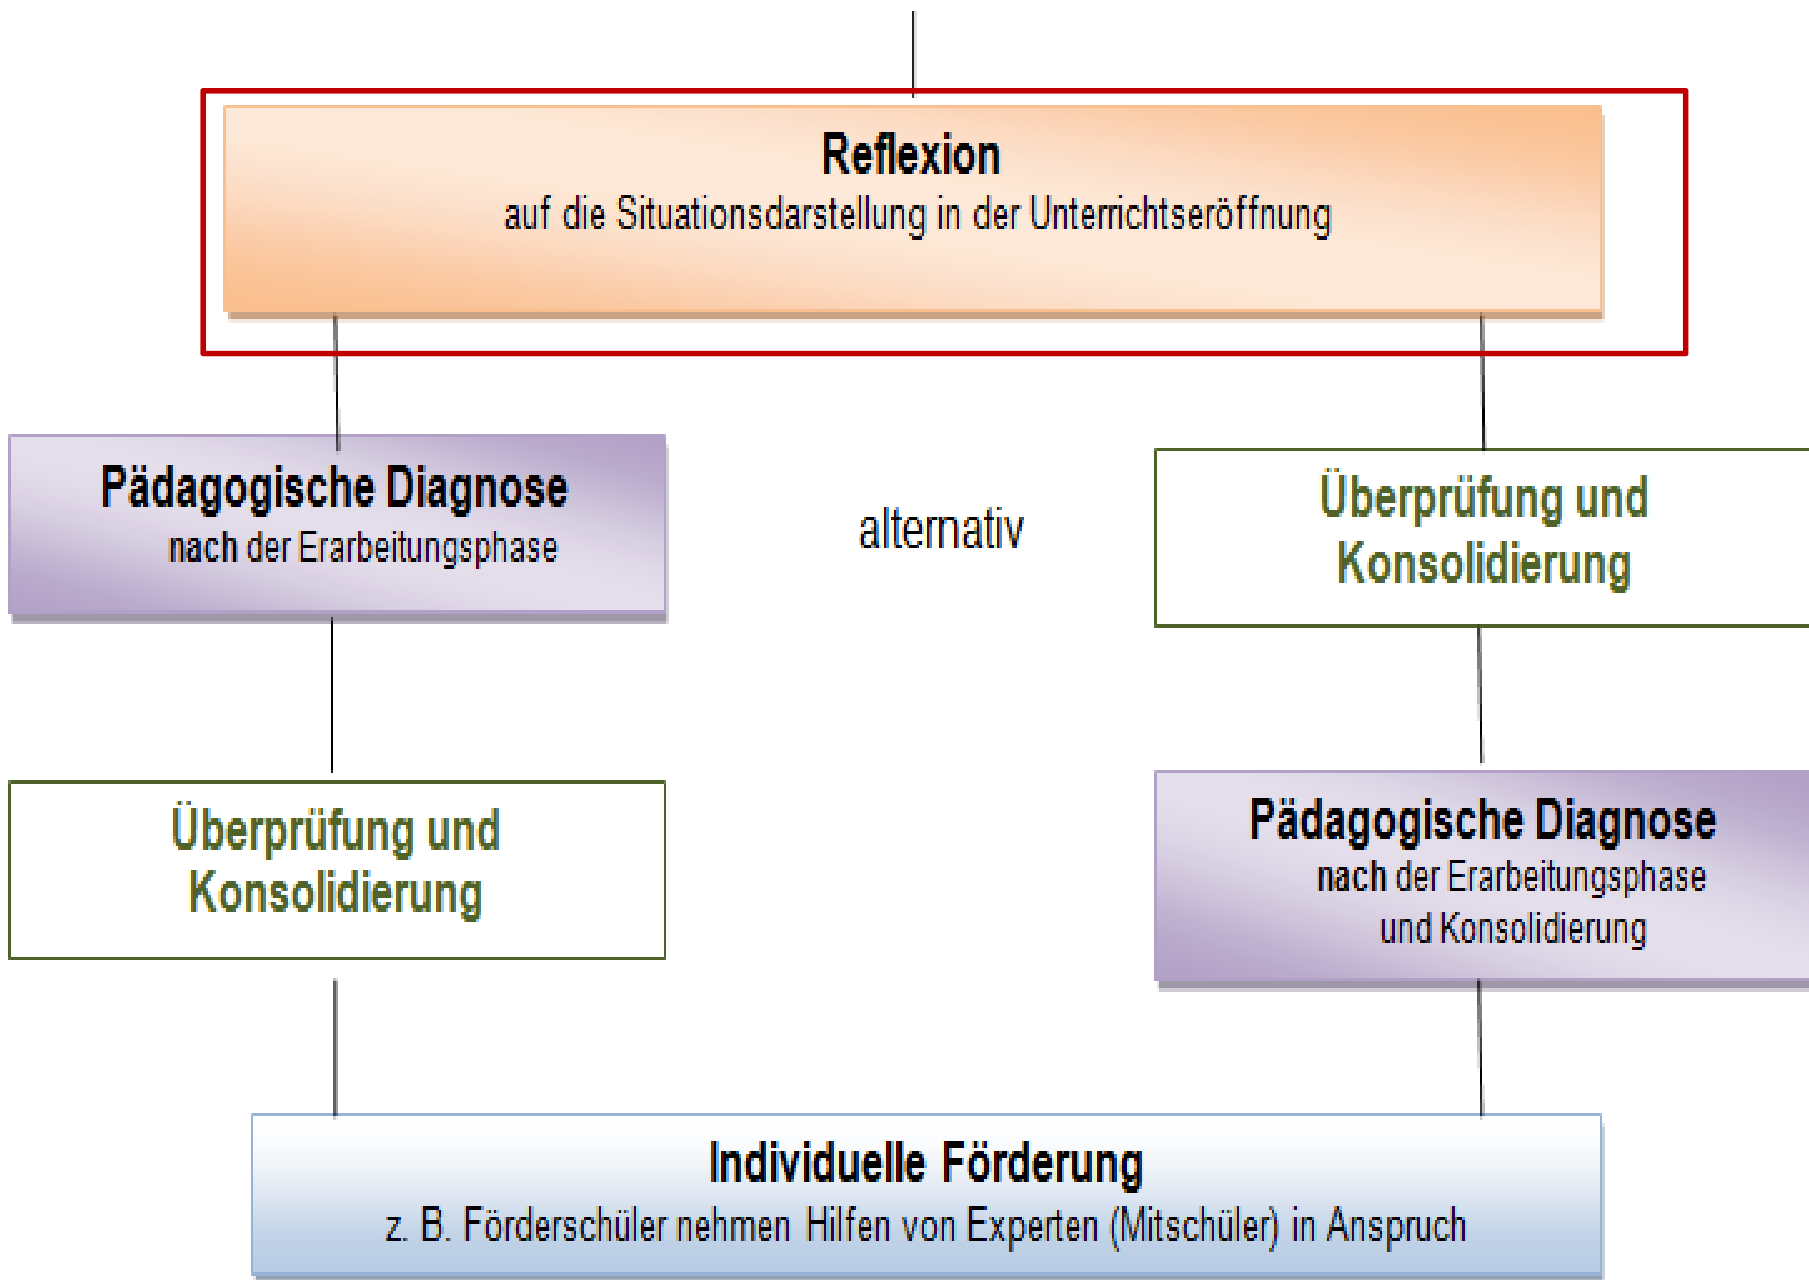 Reflexion
auf die Situationsdarstellung in der Unterrichtseröffnung
Pädagogische Diagnose
nach der Erarbeitungsphase
alternativ
Überprüfung und
Konsolidierung
Überprüfung und
Konsolidierung
Pädagogische Diagnose
nach der Erarbeitungsphase
und Konsolidierung
Individuelle Förderung
z. B. Förderschüler nehmen Hilfen von Experten (Mitschüler) in Anspruch